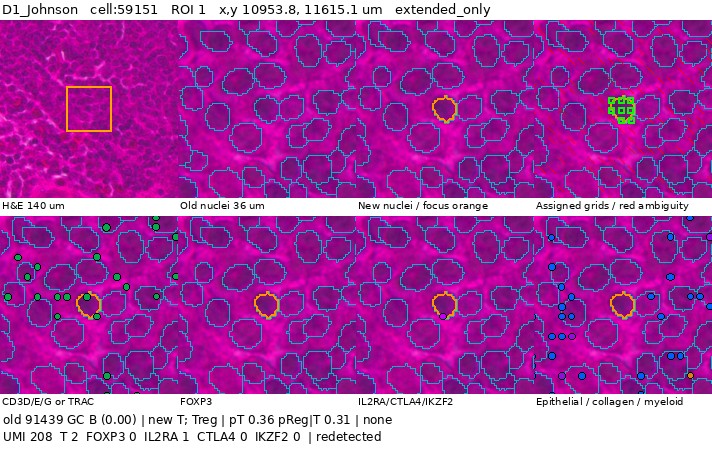 D1_Johnson   cell:59151   ROI 1   x,y 10953.8, 11615.1 um   extended_only
H&E 140 um
Old nuclei 36 um
New nuclei / focus orange
Assigned grids / red ambiguity
CD3D/E/G or TRAC
FOXP3
IL2RA/CTLA4/IKZF2
Epithelial / collagen / myeloid
old 91439 GC B (0.00) | new T; Treg | pT 0.36 pReg|T 0.31 | none
UMI 208  T 2  FOXP3 0  IL2RA 1  CTLA4 0  IKZF2 0  | redetected